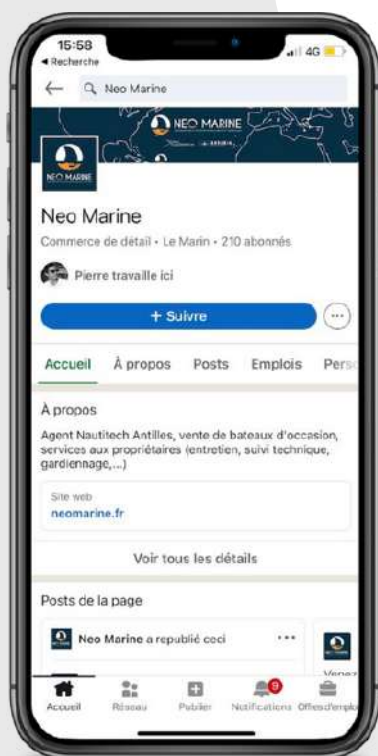 15:58
4G
Recherche
Neo Marine
NEO MARINE
NEO MARINE
Neo Marine
Commerce de détail • Le Marin • 210 abonnés
Pierre travaille ici
+ Suivre
Accueil À propos Posts Emplois Pers
À propos
Agent Nautitech Antilles, vente de bateaux d'occasion,
services aux propriétaires (entretien, suivi technique,
gardiennage,...)
Site web
neomarine.fr
Voir tous les détails
Posts de la page
Neo Marine a republié ceci
Venez
9
Accueil Réseau Publier Notifications Offres d'emploi